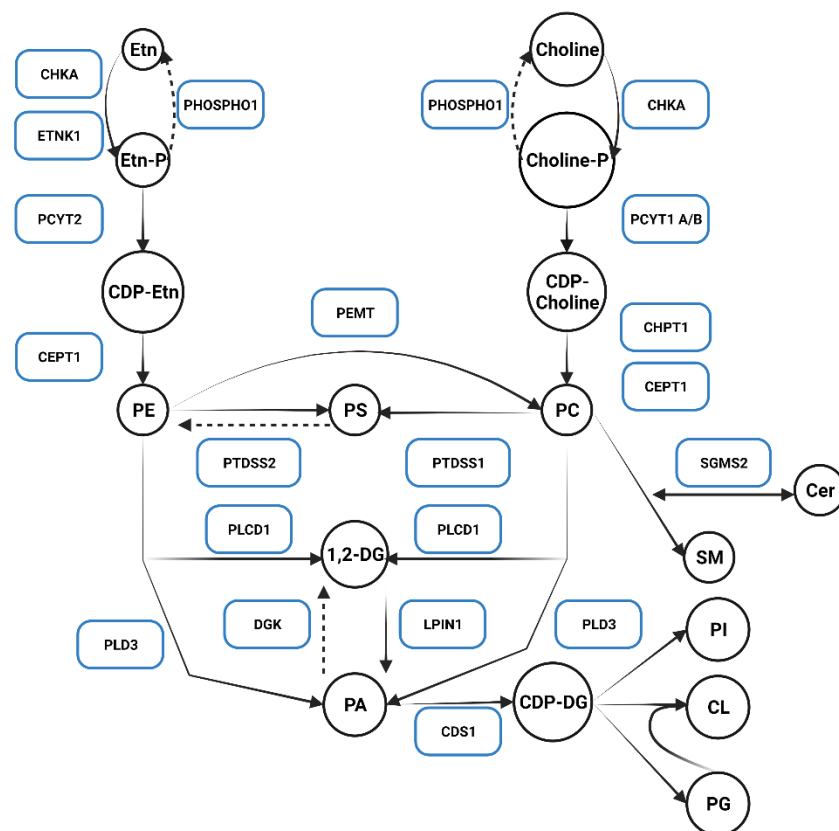 Etn
Choline
CHKA
PHOSPHO1
PHOSPHO1
CHKA
ETNK1
Etn-P
Choline-P
PCYT2
PCYT1 A/B
CDP-Etn
CDP-
Choline
PEMT
CHPT1
CEPT1
CEPT1
PE
PS
PC
PTDSS2
PTDSS1
SGMS2
Cer
PLCD1
PLCD1
1,2-DG
SM
PLD3
DGK
LPIN1
PLD3
PI
PA
CDP-DG
CL
CDS1
PG